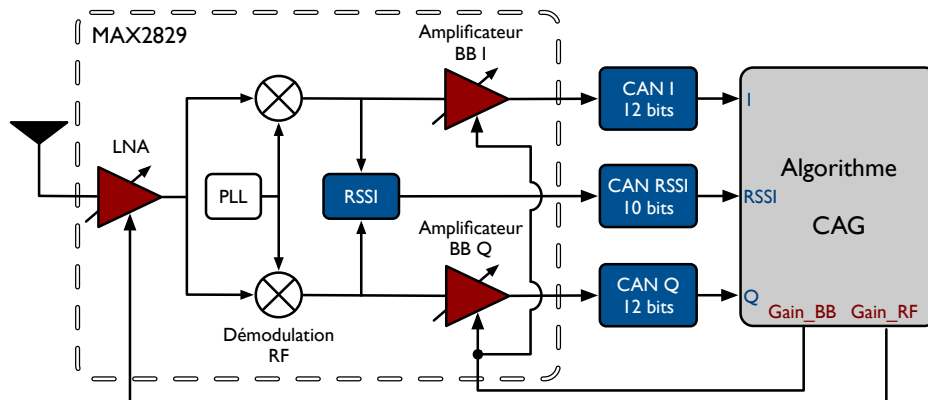 MAX2829
Amplificateur
BB I
CAN I
12 bits
I
LNA
PLL
RSSI
CAN RSSI
10 bits
RSSI
Algorithme
CAG
Amplificateur
BB Q
CAN Q
12 bits
Q
Gain_BB
Gain_RF
Démodulation
RF